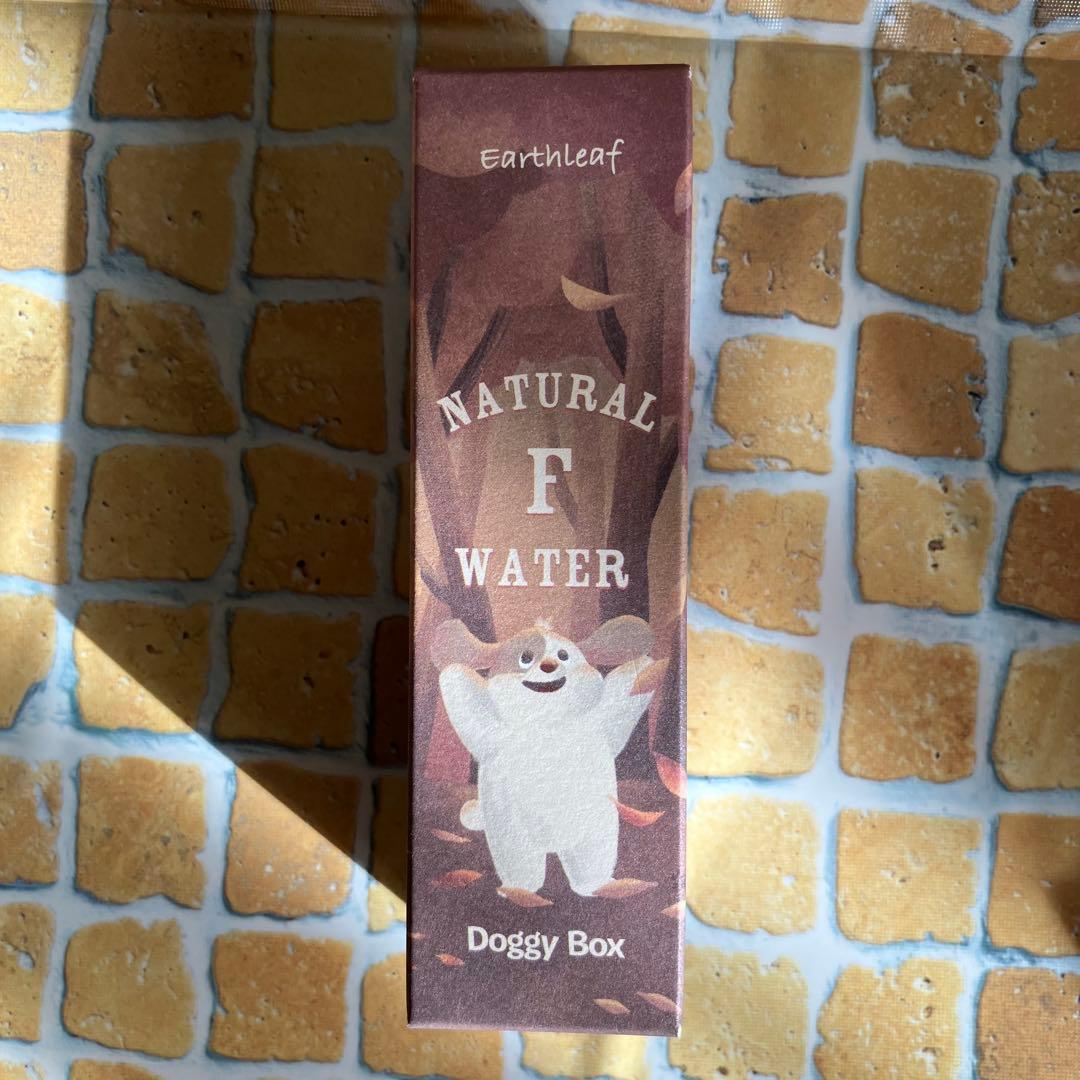 Earthleaf
NATURAL
F
WATER
Doggy Box